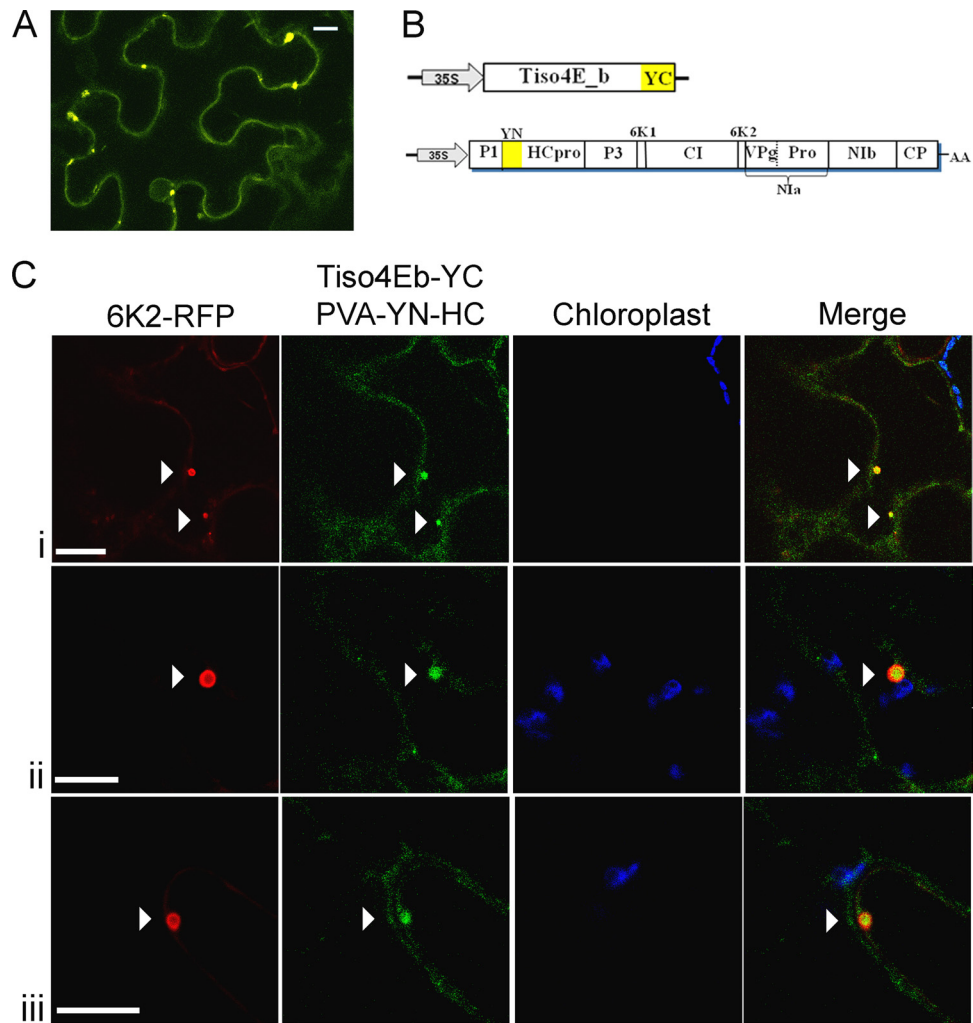 A
B
35S
Tiso4E_b
YC
YN
6K1
6K2
35S
P1
HCpro
P3
CI
VPg
Pro
NIb
CP
AA
NIa
C
6K2-RFP
Tiso4Eb-YC
PVA-YN-HC
Chloroplast
Merge
i
ii
iii